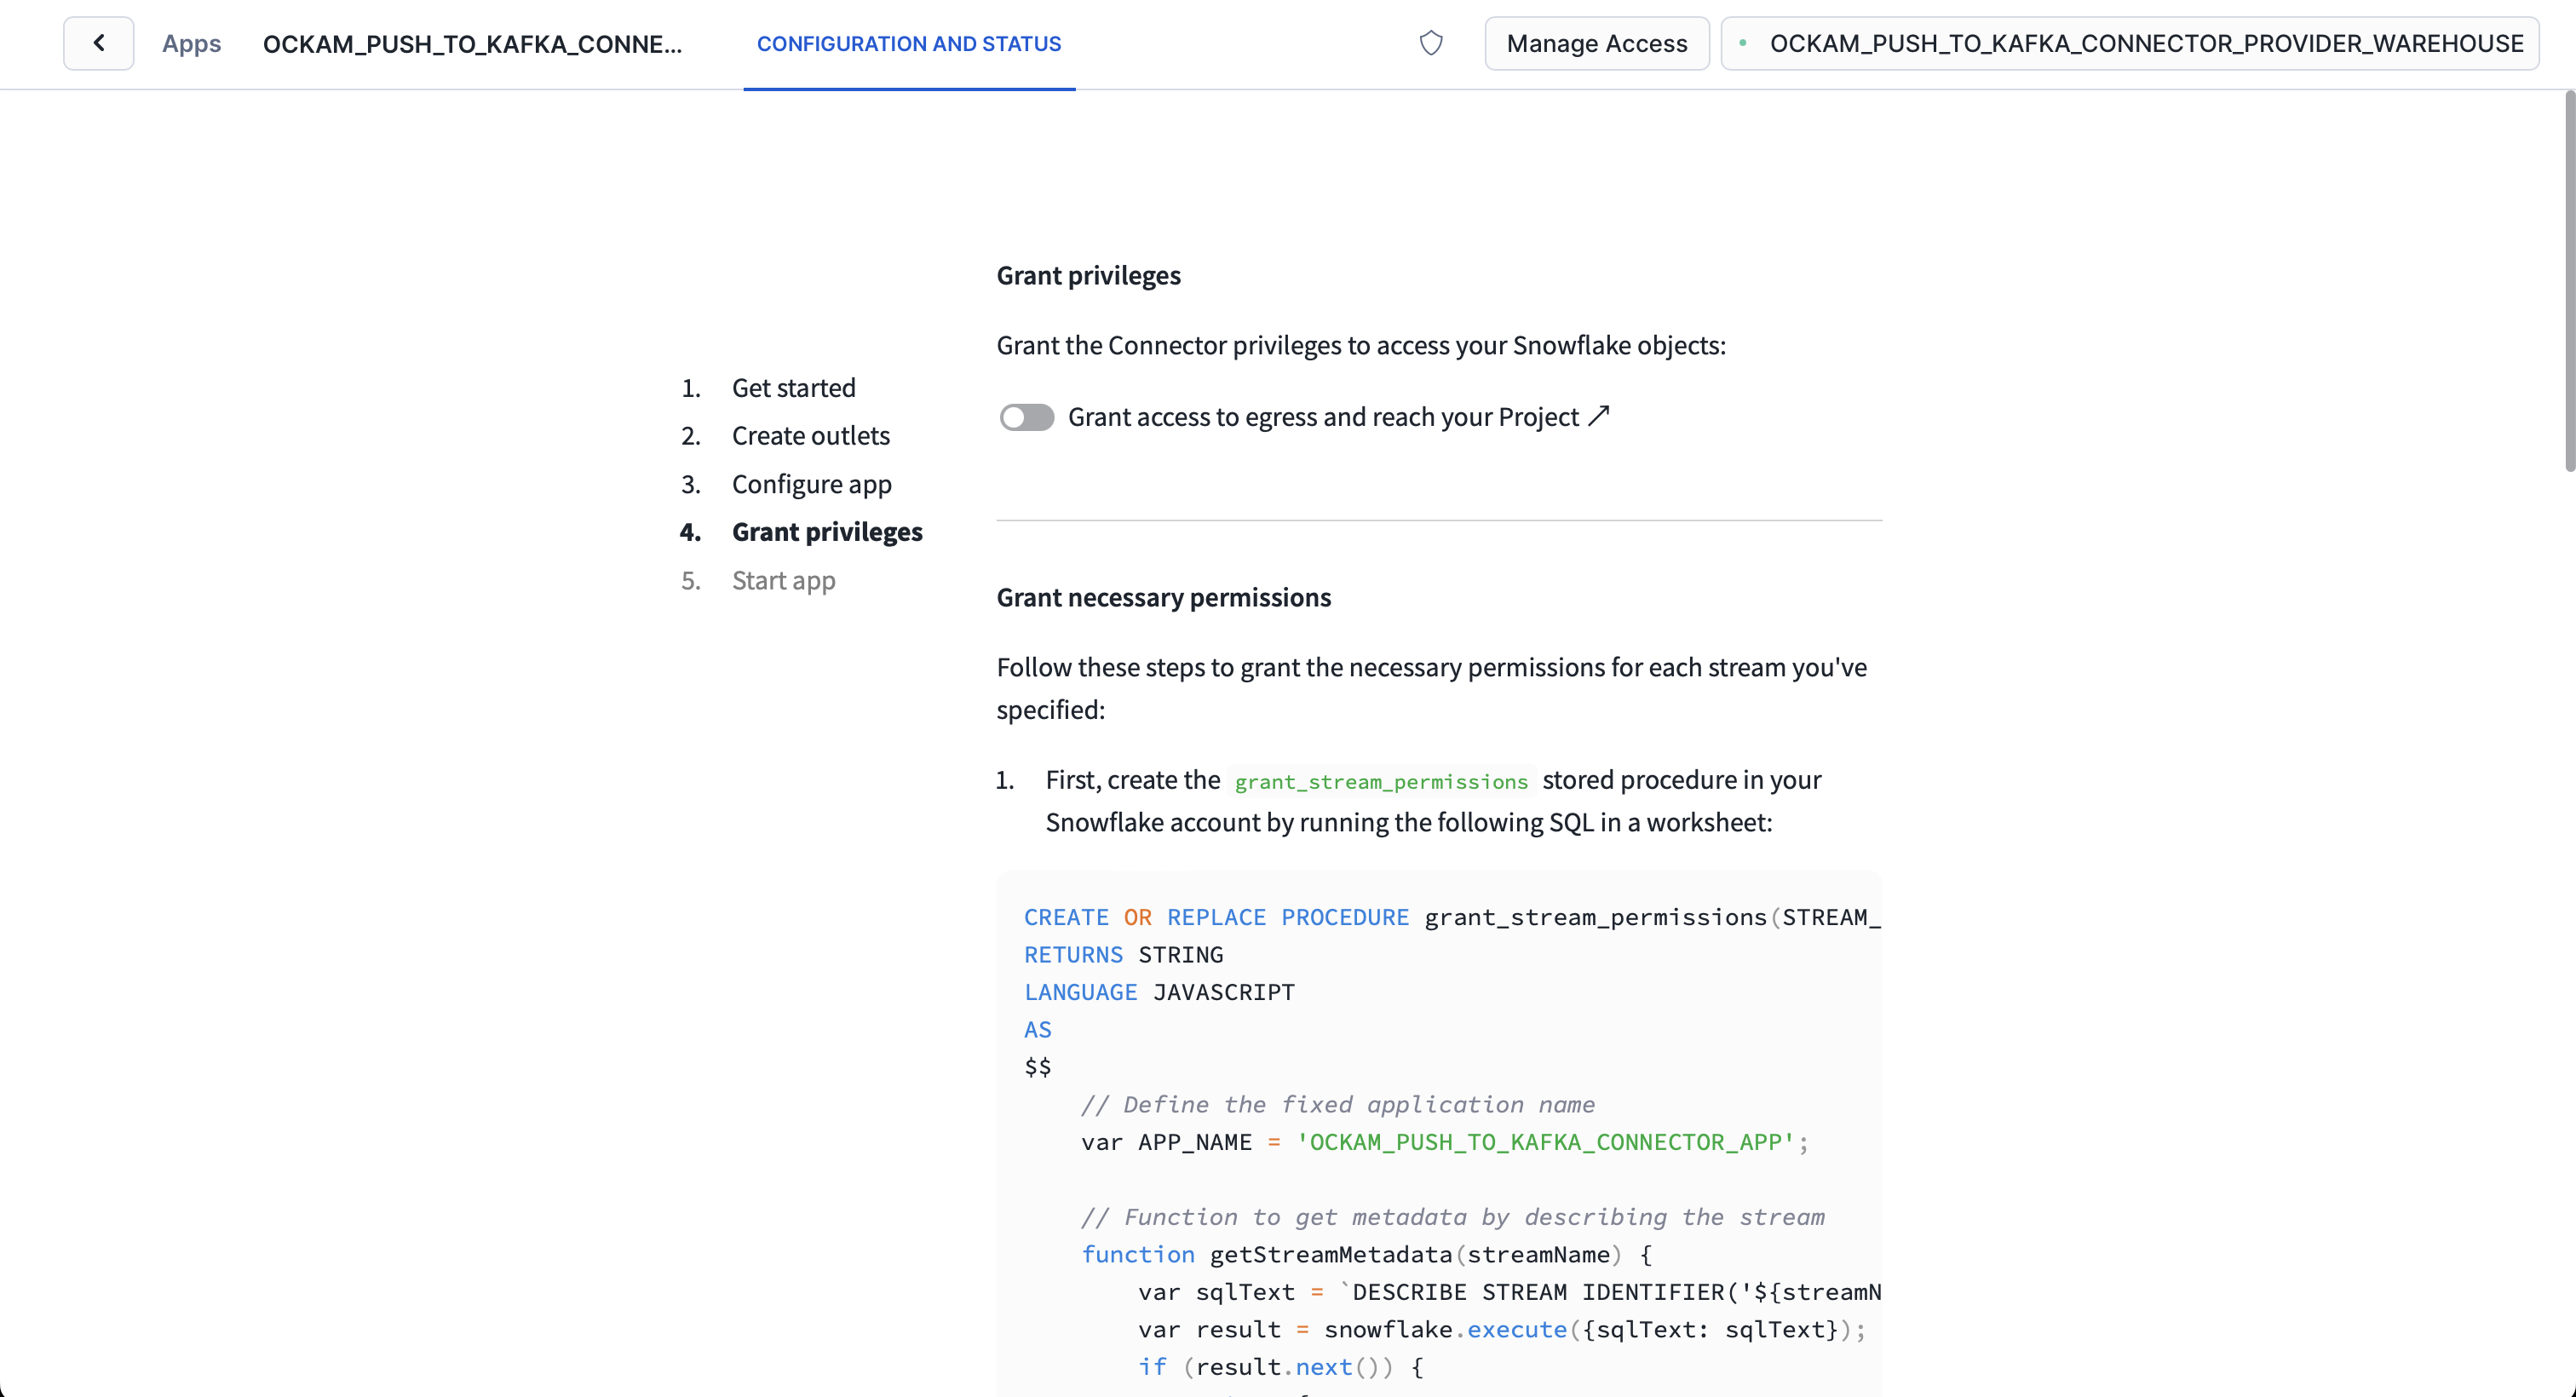 Apps OCKAM_PUSH_TO_KAFKA_CONNE... CONFIGURATION AND STATUS Manage Access OCKAM_PUSH_TO_KAFKA_CONNECTOR_PROVIDER_WAREHOUSE
1. Get started
2. Create outlets
3. Configure app
4. Grant privileges
5. Start app
Grant privileges
Grant the Connector privileges to access your Snowflake objects:
Grant access to egress and reach your Project ↗
Grant necessary permissions
Follow these steps to grant the necessary permissions for each stream you've
specified:
1. First, create the grant_stream_permissions stored procedure in your
Snowflake account by running the following SQL in a worksheet:
CREATE OR REPLACE PROCEDURE grant_stream_permissions(STREAM_
RETURNS STRING
LANGUAGE JAVASCRIPT
AS
$$
// Define the fixed application name
var APP_NAME = 'OCKAM_PUSH_TO_KAFKA_CONNECTOR_APP';
// Function to get metadata by describing the stream
function getStreamMetadata(streamName) {
var sqlText = `DESCRIBE STREAM IDENTIFIER('${streamN
var result = snowflake.execute({sqlText: sqlText});
if (result.next()) {